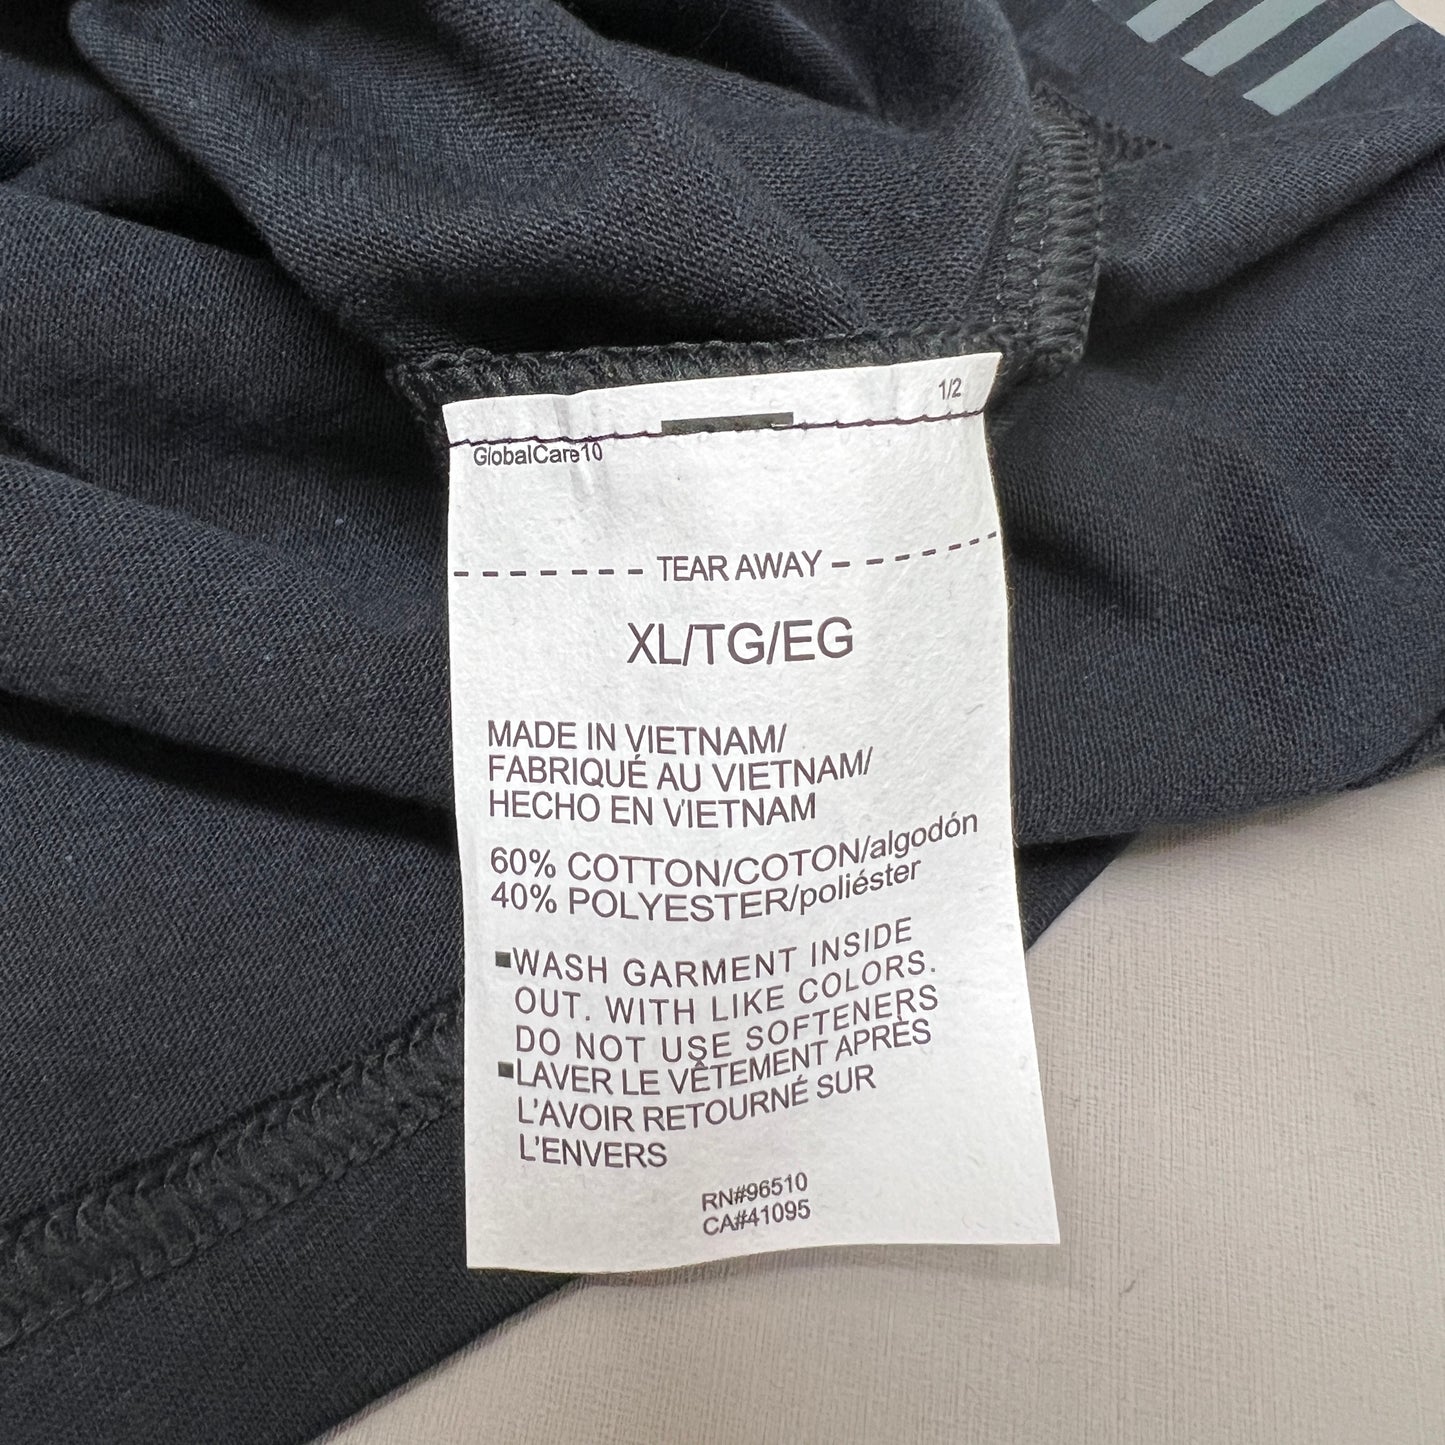 1/2
GlobalCare10
TEAR AWAY
XL/TG/EG
MADE IN VIETNAM/
FABRIQUÉ AU VIETNAM/
HECHO EN VIETNAM
60% COTTON/COTON/algodón
40% POLYESTER/poliéster
WASH GARMENT INSIDE
OUT. WITH LIKE COLORS.
DO NOT USE SOFTENERS
LAVER LE VÊTEMENT APRÈS
L'AVOIR RETOURNÉ SUR
L'ENVERS
RN#96510
CA#41095